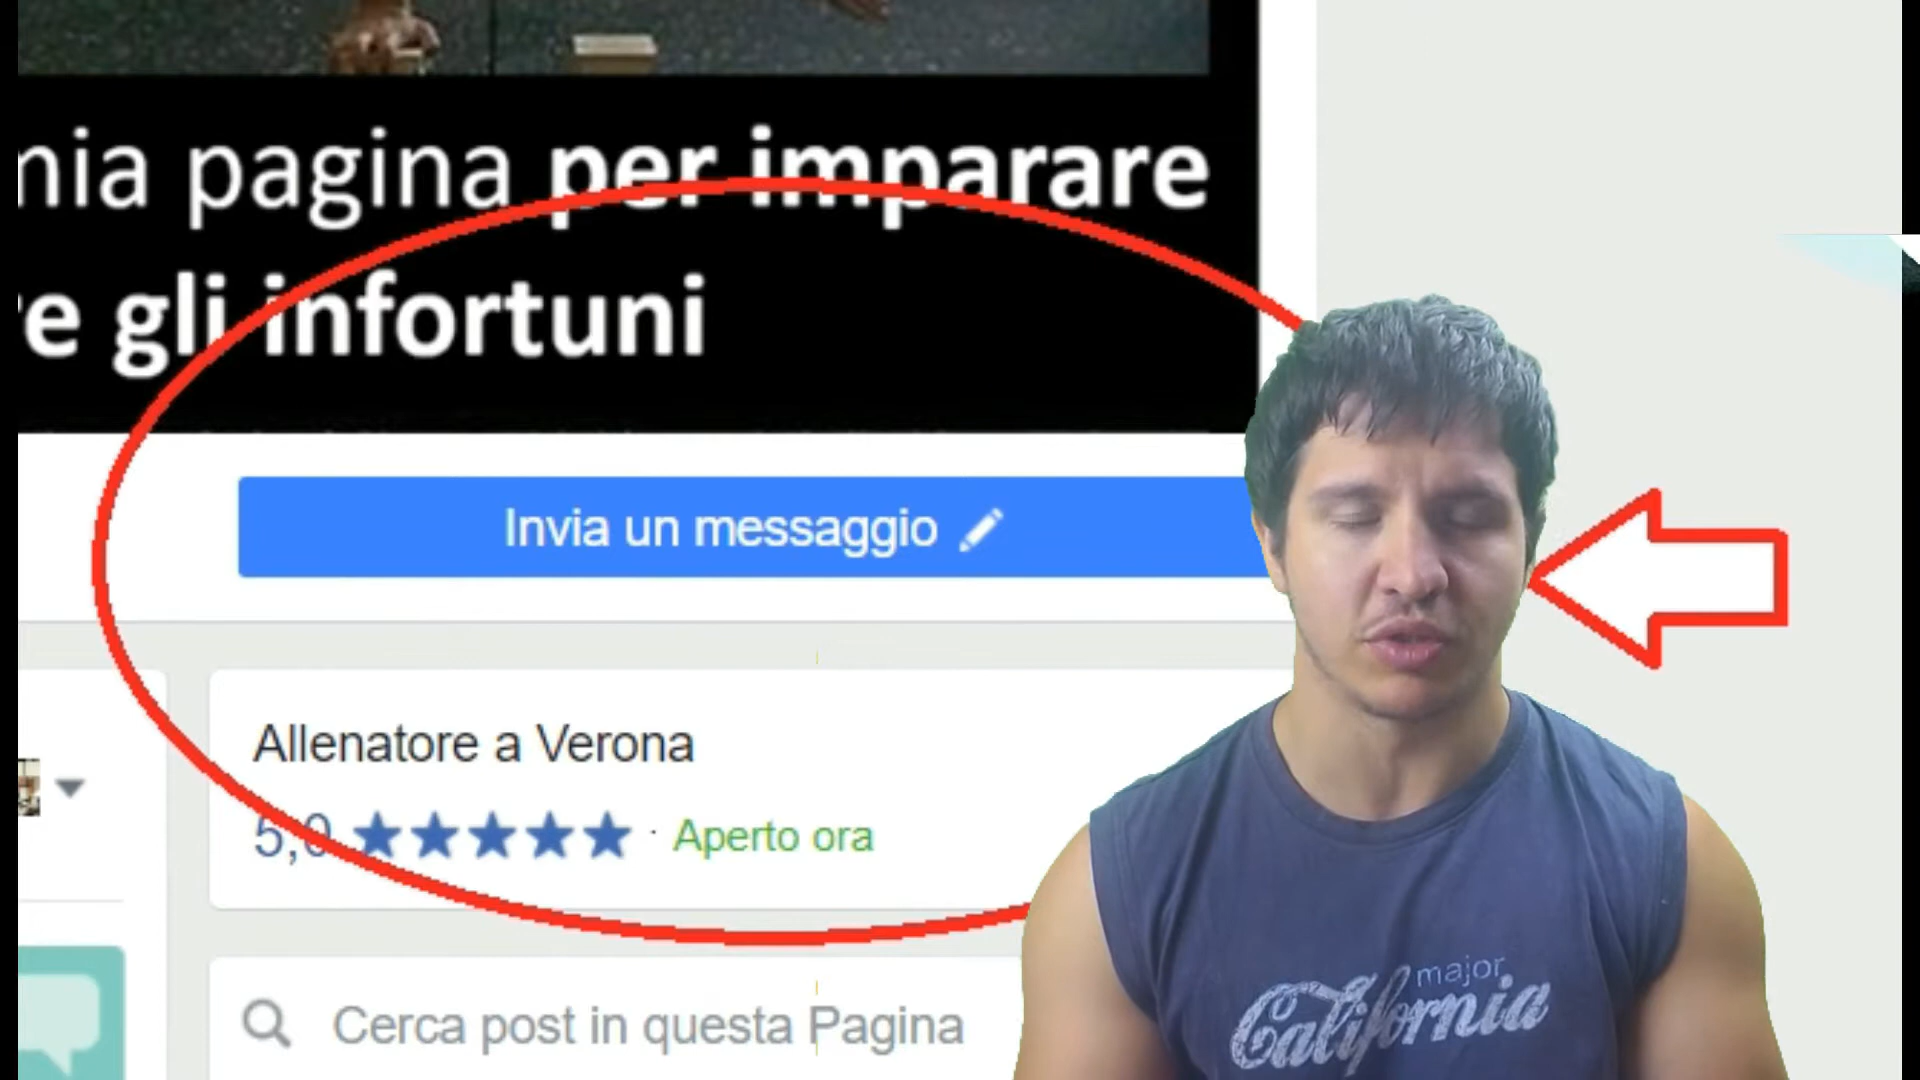 mia pagina per imparare
e gli infortuni
Invia un messaggio
Allenatore a Verona
5,0 · Aperto ora
Cerca post in questa Pagina
major
California